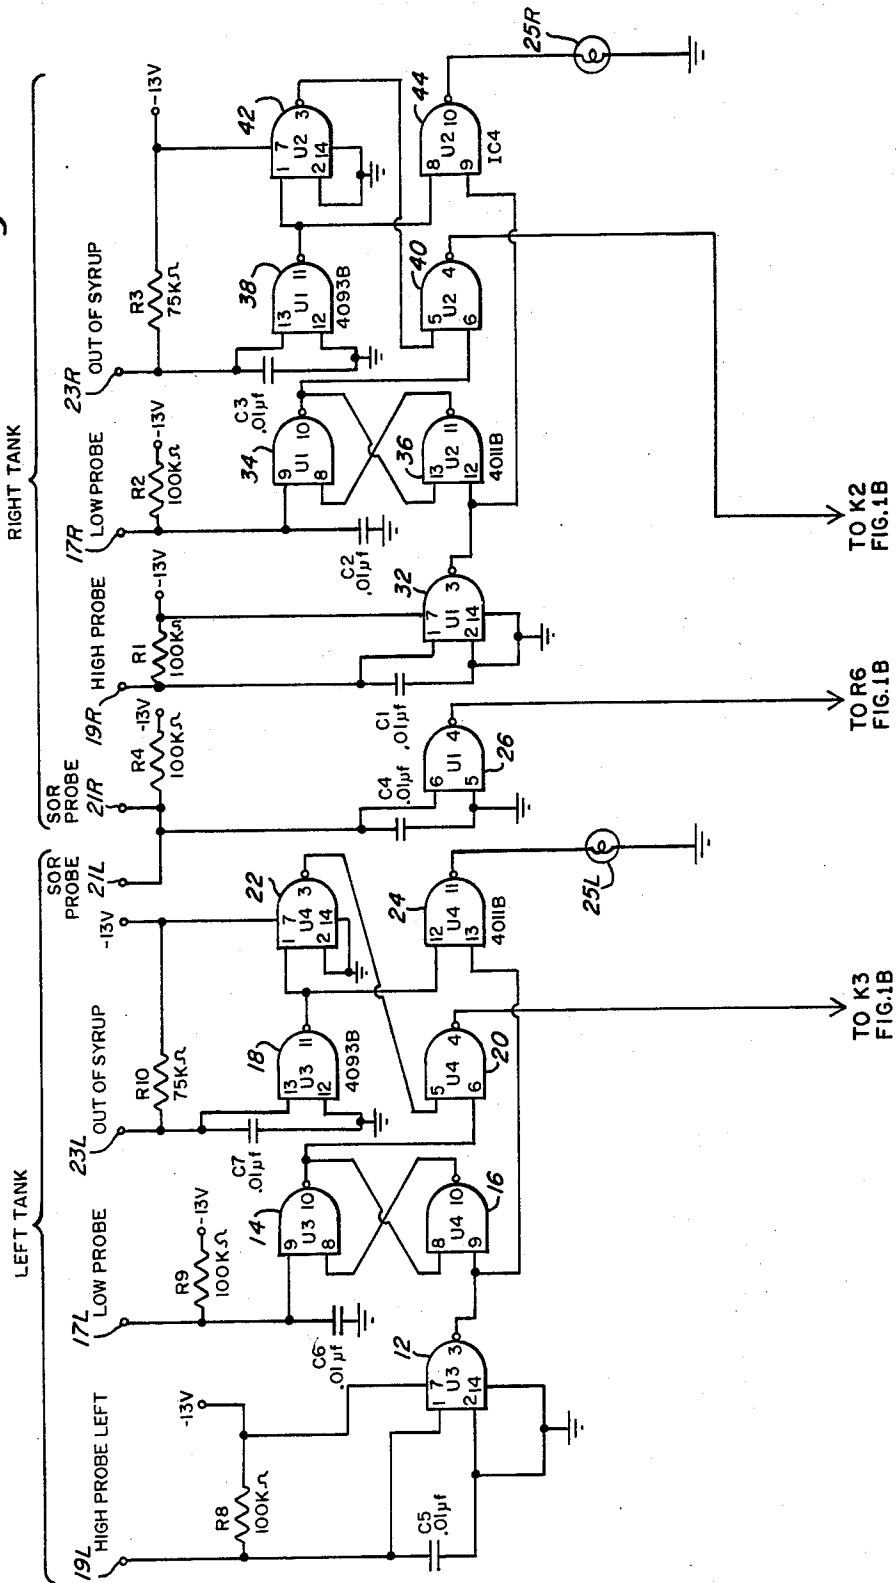 LEFT TANK
RIGHT TANK
19L HIGH PROBE LEFT
17L LOW PROBE
23L OUT OF SYRUP
-13V
SOR PROBE
21L
SOR PROBE
21R
19R HIGH PROBE
17R LOW PROBE
23R OUT OF SYRUP
R8
100KΩ
-13V
R9
100KΩ
-13V
R10
75KΩ
R4
100KΩ
-13V
R1
100KΩ
-13V
R2
100KΩ
-13V
R3
75KΩ
-13V
C5
.01µf
C6
.01µf
C7
.01µf
C4
.01µf
C1
.01µf
C2
.01µf
C3
.01µf
12
1 7
U3 3
2 14
14
9
U3 10
8
16
8
U4 10
9
18
13
U3 11
12
4093B
20
5
U4 4
6
22
1 7
U4 3
2 14
24
12
U4 11
13
4011B
25L
26
6
U1 4
5
32
1 7
U1 3
2 14
34
9
U1 10
8
36
13
U2 11
12
4011B
38
13
U1 11
12
4093B
40
5
U2 4
6
42
1 7
U2 3
2 14
44
8
U2 10
9
IC4
25R
TO K3
FIG.1B
TO R6
FIG.1B
TO K2
FIG.1B